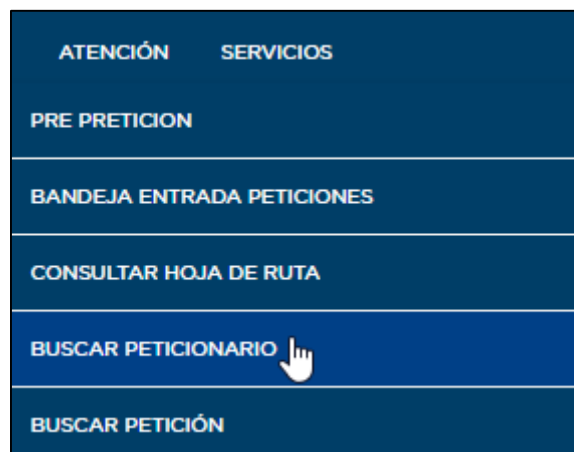 ATENCIÓN SERVICIOS
PRE PRETICION
BANDEJA ENTRADA PETICIONES
CONSULTAR HOJA DE RUTA
BUSCAR PETICIONARIO
BUSCAR PETICIÓN